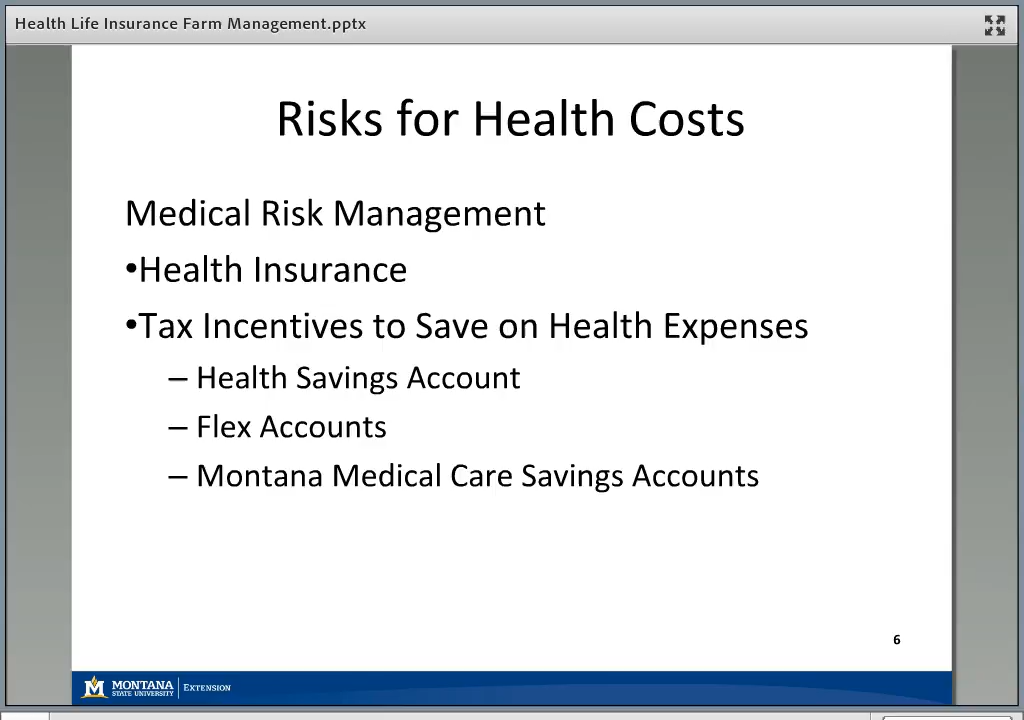 Health Life Insurance Farm Management.pptx
Risks for Health Costs
Medical Risk Management
•Health Insurance
•Tax Incentives to Save on Health Expenses
– Health Savings Account
– Flex Accounts
– Montana Medical Care Savings Accounts
6
MONTANA
STATE UNIVERSITY
EXTENSION